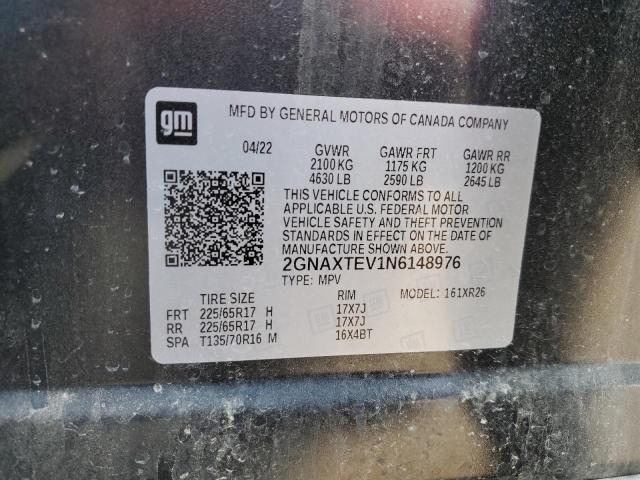 gm
MFD BY GENERAL MOTORS OF CANADA COMPANY
04/22 GVWR GAWR FRT GAWR RR
2100 KG 1175 KG 1200 KG
4630 LB 2590 LB 2645 LB
THIS VEHICLE CONFORMS TO ALL
APPLICABLE U.S. FEDERAL MOTOR
VEHICLE SAFETY AND THEFT PREVENTION
STANDARDS IN EFFECT ON THE DATE OF
MANUFACTURE SHOWN ABOVE.
2GNAXTEV1N6148976
TYPE: MPV MODEL: 161XR26
TIRE SIZE RIM
FRT 225/65R17 H 17X7J
RR 225/65R17 H 17X7J
SPA T135/70R16 M 16X4BT